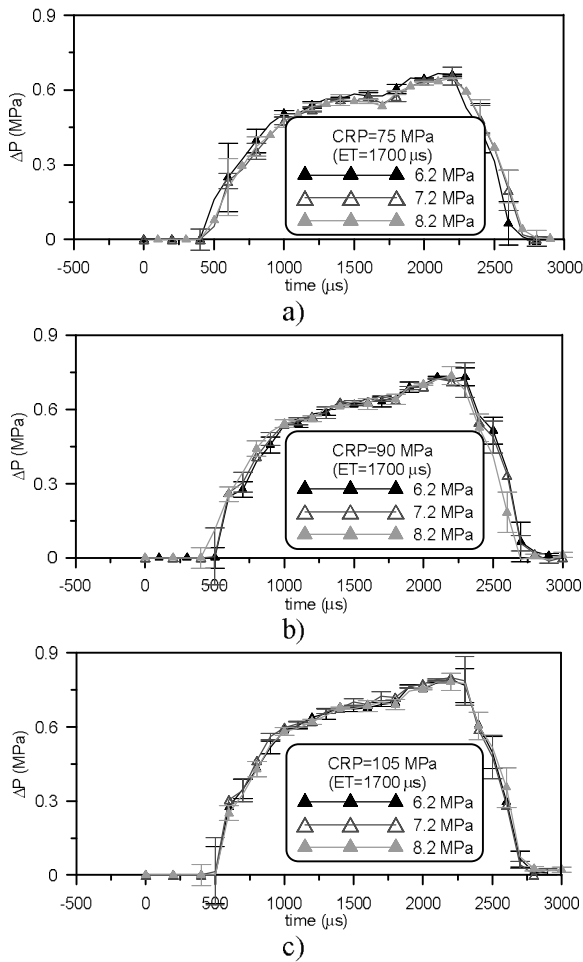 0.9
0.6
0.3
0
ΔP (MPa)
CRP=75 MPa
(ET=1700 μs)
6.2 MPa
7.2 MPa
8.2 MPa
-500 0 500 1000 1500 2000 2500 3000
time (μs)
a)
0.9
0.6
0.3
0
ΔP (MPa)
CRP=90 MPa
(ET=1700 μs)
6.2 MPa
7.2 MPa
8.2 MPa
-500 0 500 1000 1500 2000 2500 3000
time (μs)
b)
0.9
0.6
0.3
0
ΔP (MPa)
CRP=105 MPa
(ET=1700 μs)
6.2 MPa
7.2 MPa
8.2 MPa
-500 0 500 1000 1500 2000 2500 3000
time (μs)
c)